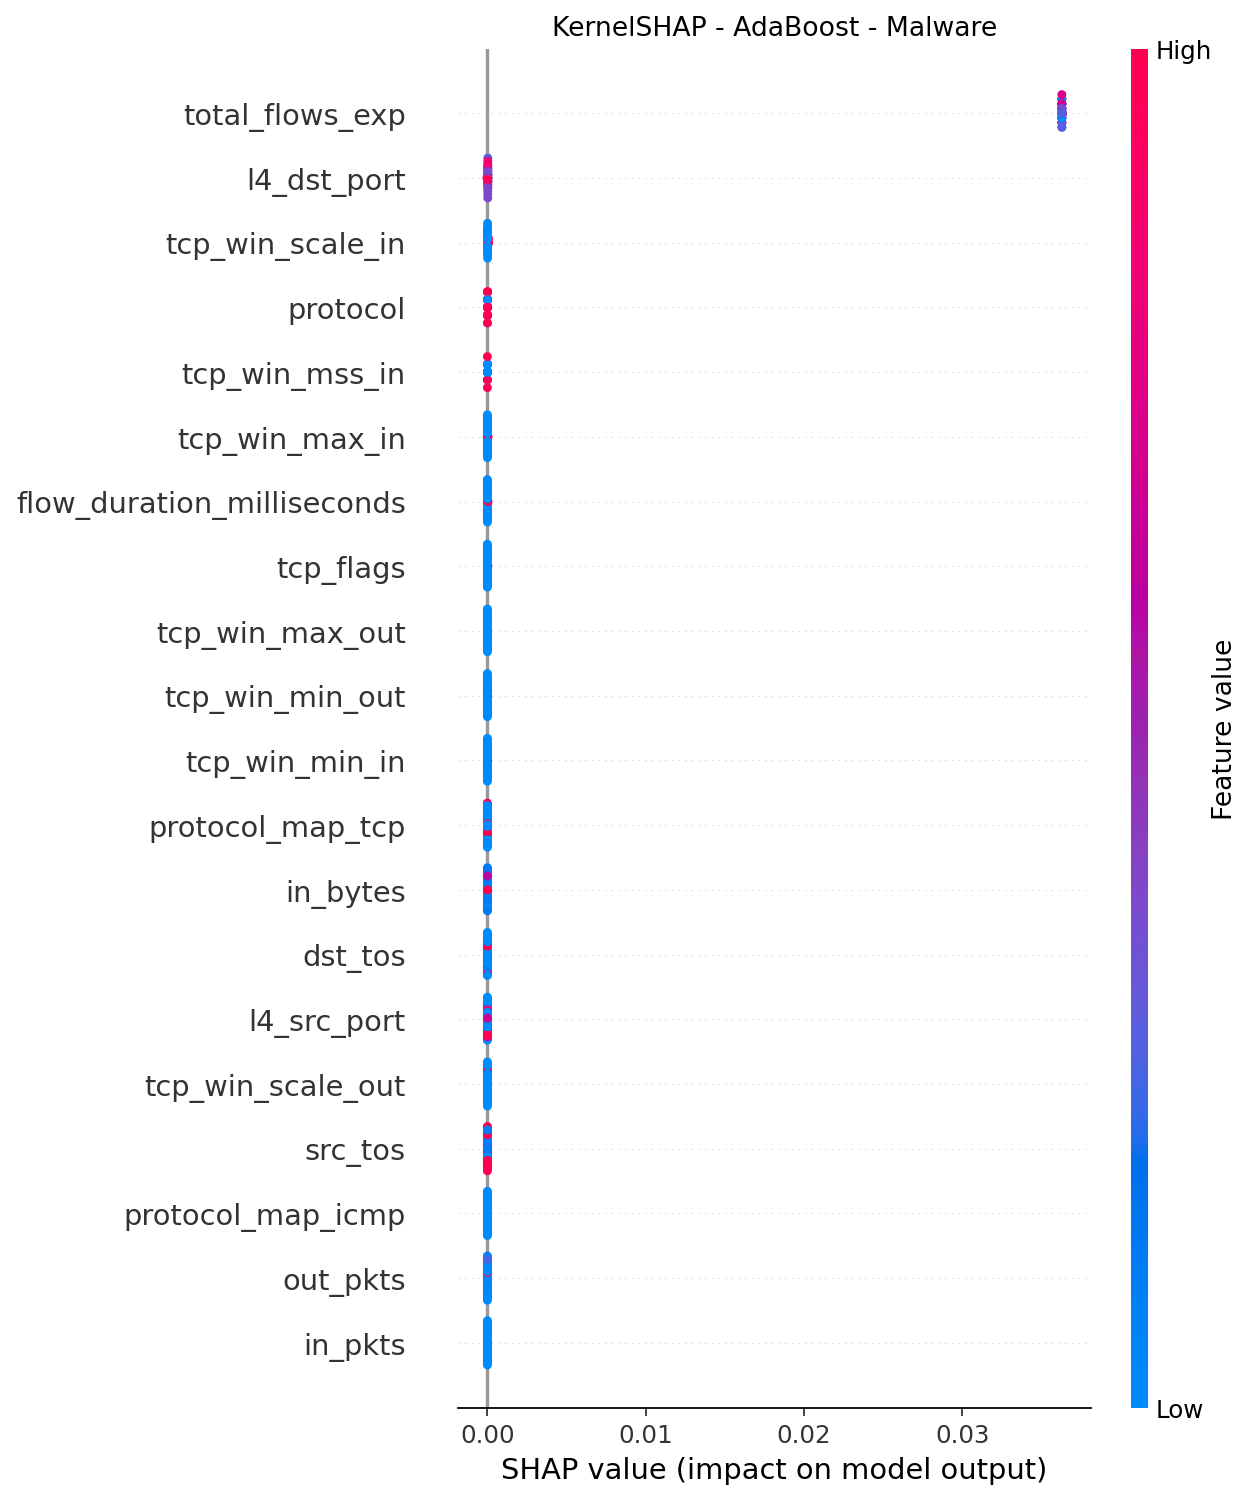 KernelSHAP - AdaBoost - Malware
High
total_flows_exp
l4_dst_port
tcp_win_scale_in
protocol
tcp_win_mss_in
tcp_win_max_in
flow_duration_milliseconds
tcp_flags
tcp_win_max_out
tcp_win_min_out
tcp_win_min_in
protocol_map_tcp
in_bytes
dst_tos
l4_src_port
tcp_win_scale_out
src_tos
protocol_map_icmp
out_pkts
in_pkts
Feature value
Low
0.00 0.01 0.02 0.03
SHAP value (impact on model output)